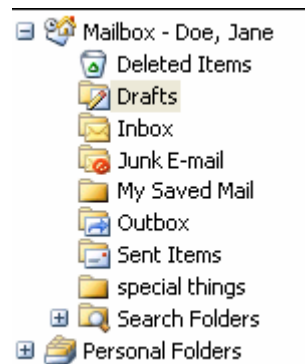 Mailbox - Doe, Jane
Deleted Items
Drafts
Inbox
Junk E-mail
My Saved Mail
Outbox
Sent Items
special things
Search Folders
Personal Folders